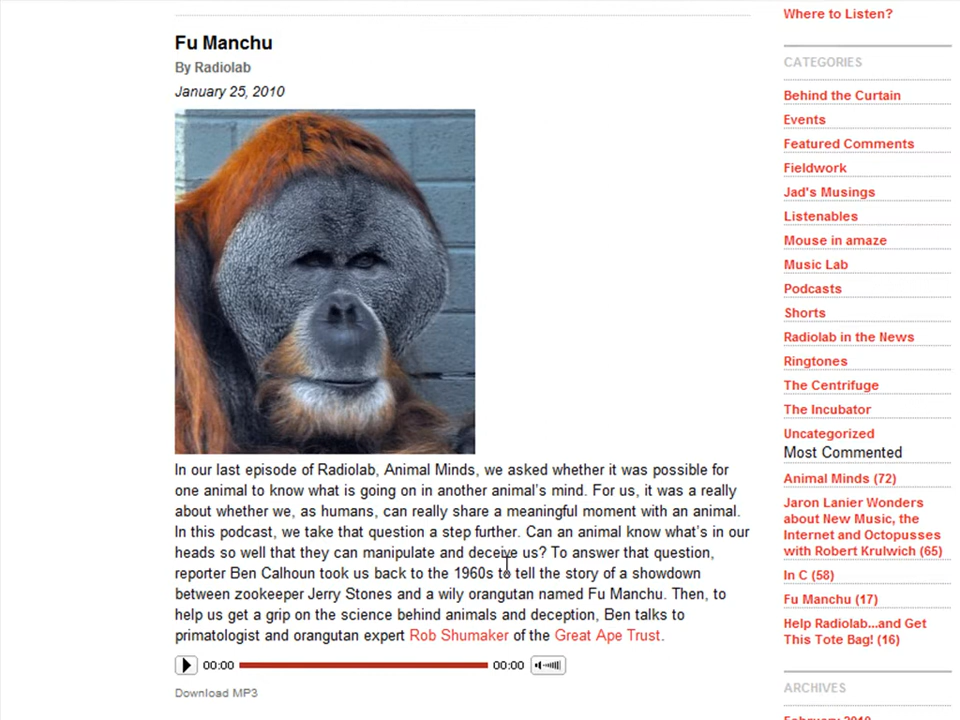 Fu Manchu
By Radiolab
January 25, 2010
In our last episode of Radiolab, Animal Minds, we asked whether it was possible for
one animal to know what is going on in another animal's mind. For us, it was a really
about whether we, as humans, can really share a meaningful moment with an animal.
In this podcast, we take that question a step further. Can an animal know what's in our
heads so well that they can manipulate and deceive us? To answer that question,
reporter Ben Calhoun took us back to the 1960s to tell the story of a showdown
between zookeeper Jerry Stones and a wily orangutan named Fu Manchu. Then, to
help us get a grip on the science behind animals and deception, Ben talks to
primatologist and orangutan expert Rob Shumaker of the Great Ape Trust.
00:00 00:00
Download MP3
Where to Listen?
CATEGORIES
Behind the Curtain
Events
Featured Comments
Fieldwork
Jad's Musings
Listenables
Mouse in amaze
Music Lab
Podcasts
Shorts
Radiolab in the News
Ringtones
The Centrifuge
The Incubator
Uncategorized
Most Commented
Animal Minds (72)
Jaron Lanier Wonders
about New Music, the
Internet and Octopusses
with Robert Krulwich (65)
In C (58)
Fu Manchu (17)
Help Radiolab...and Get
This Tote Bag! (16)
ARCHIVES